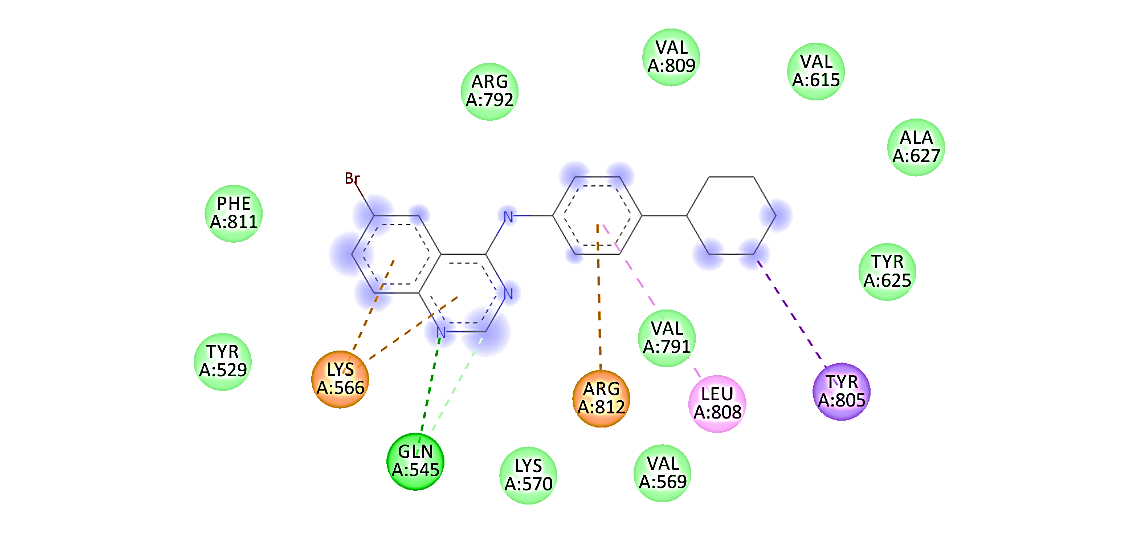 VAL
A:809
VAL
A:615
ARG
A:792
ALA
A:627
Br
PHE
A:811
N
TYR
A:625
N
N
VAL
A:791
TYR
A:529
LYS
A:566
ARG
A:812
LEU
A:808
TYR
A:805
GLN
A:545
LYS
A:570
VAL
A:569